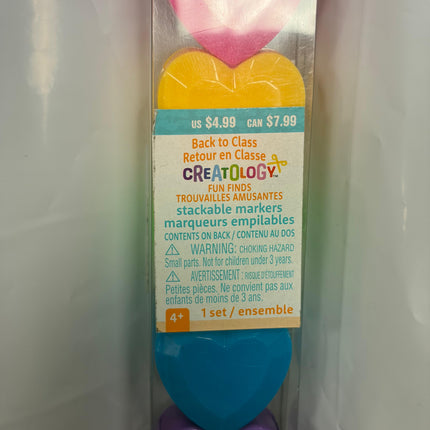 US $4.99 CAN $7.99
Back to Class
Retour en Classe
CREATOLOGY™
FUN FINDS
TROUVAILLES AMUSANTES
stackable markers
marqueurs empilables
CONTENTS ON BACK / CONTENU AU DOS
⚠ WARNING: CHOKING HAZARD
Small parts. Not for children under 3 years.
⚠ AVERTISSEMENT : RISQUE D'ÉTOUFFEMENT
Petites pièces. Ne convient pas aux
enfants de moins de 3 ans.
4+ 1 set / ensemble